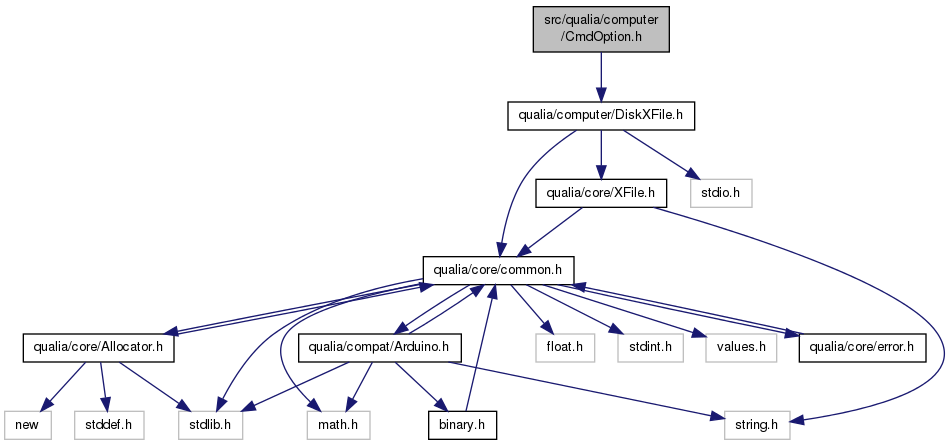 src/qualia/computer
/CmdOption.h
qualia/computer/DiskXFile.h
qualia/core/XFile.h
stdio.h
qualia/core/common.h
qualia/core/Allocator.h
qualia/compat/Arduino.h
float.h
stdint.h
values.h
qualia/core/error.h
new
stddef.h
stdlib.h
math.h
binary.h
string.h